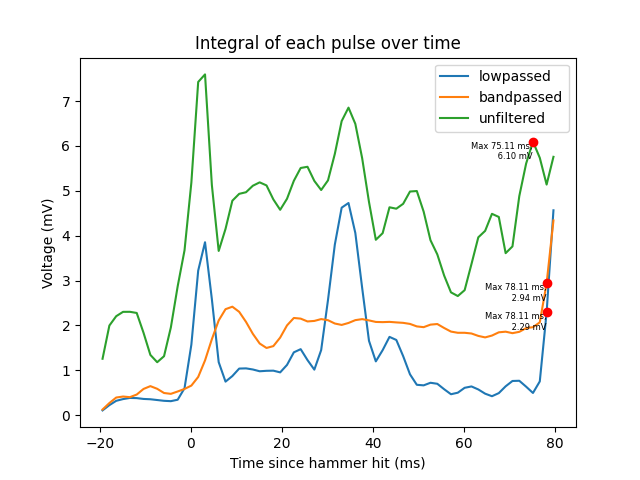 Integral of each pulse over time
lowpassed
bandpassed
unfiltered
Max 75.11 ms,
6.10 mV
Max 78.11 ms,
2.94 mV
Max 78.11 ms,
2.29 mV
Voltage (mV)
7
6
5
4
3
2
1
0
−20
0
20
40
60
80
Time since hammer hit (ms)